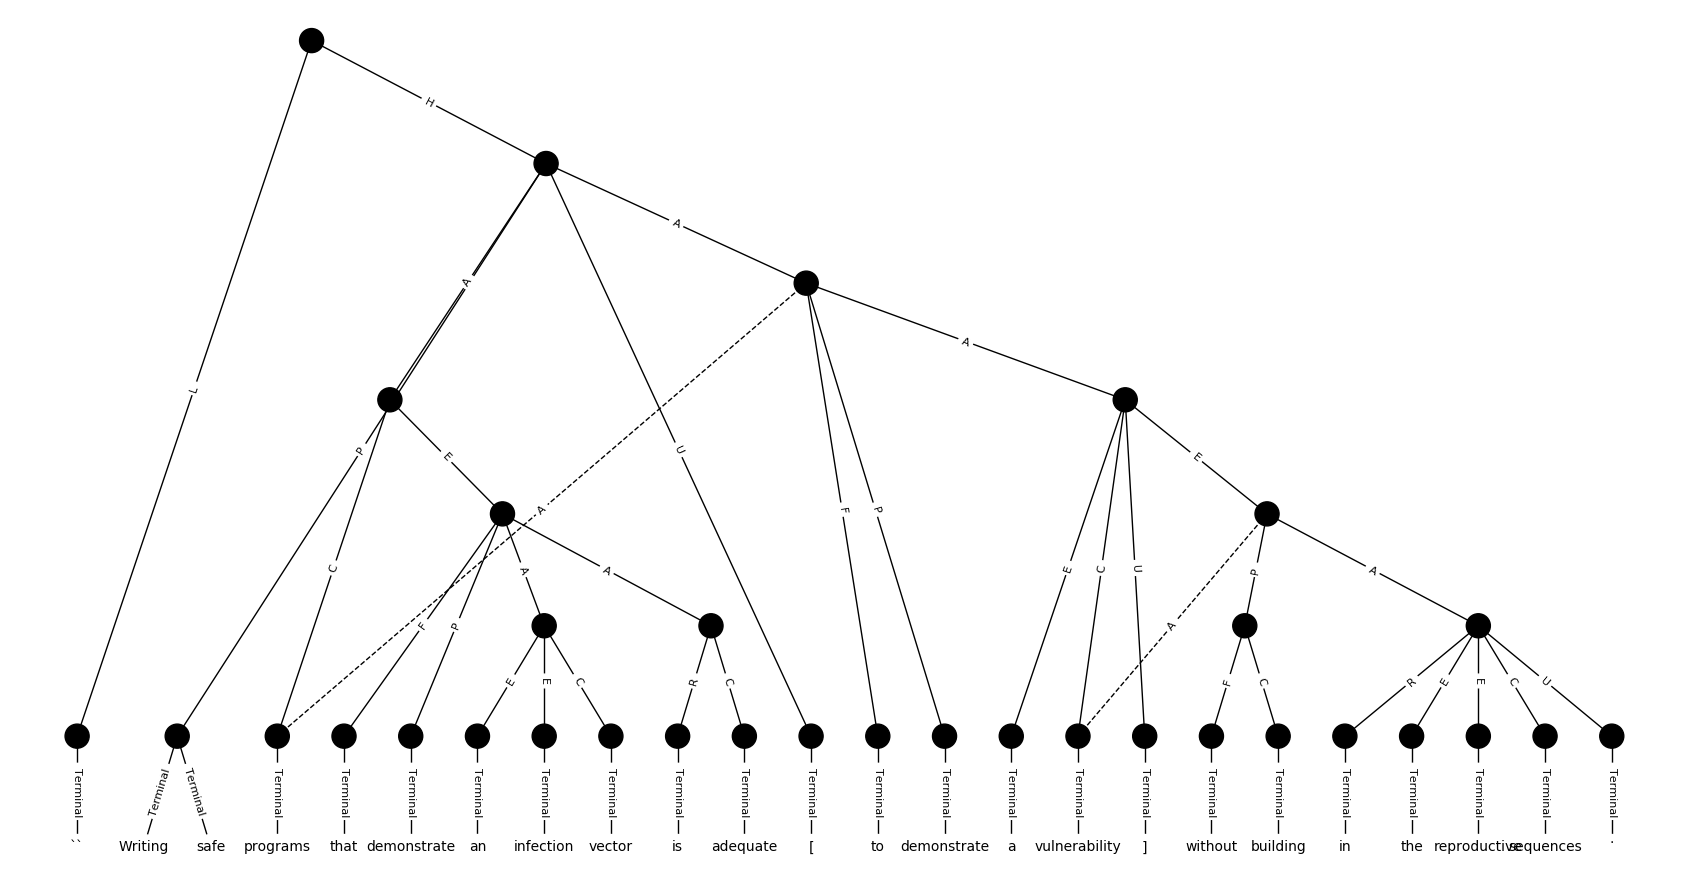 H
A
A
L
A
P
E
U
E
A
F
P
C
A
A
E
C
U
P
A
A
F
P
E
E
C
R
C
F
C
R
E
E
C
U
Terminal Terminal Terminal Terminal Terminal Terminal Terminal Terminal Terminal Terminal Terminal Terminal Terminal Terminal Terminal Terminal Terminal Terminal Terminal Terminal Terminal Terminal Terminal Terminal
`` Writing safe programs that demonstrate an infection vector is adequate [ to demonstrate a vulnerability ] without building in the reproductive sequences .